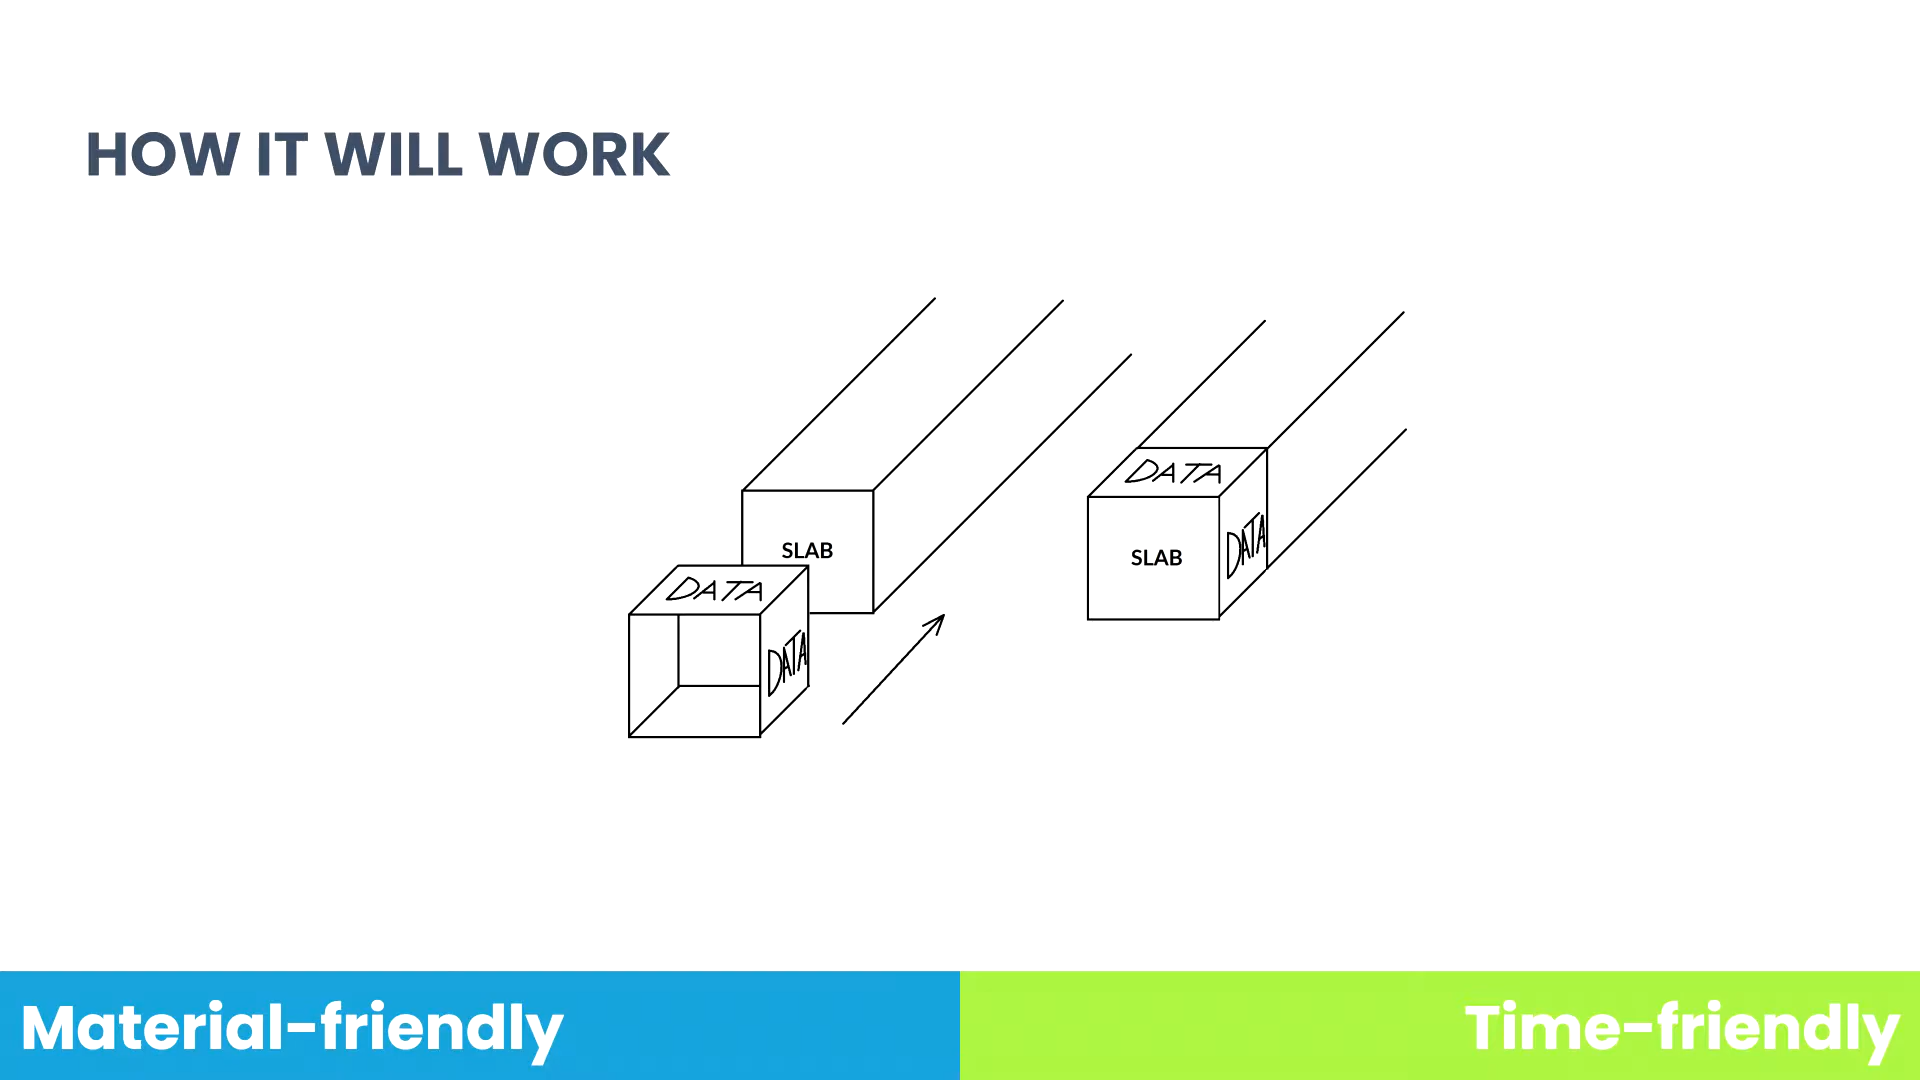 HOW IT WILL WORK
SLAB
DATA
DATA
DATA
DATA
SLAB
Material-friendly
Time-friendly